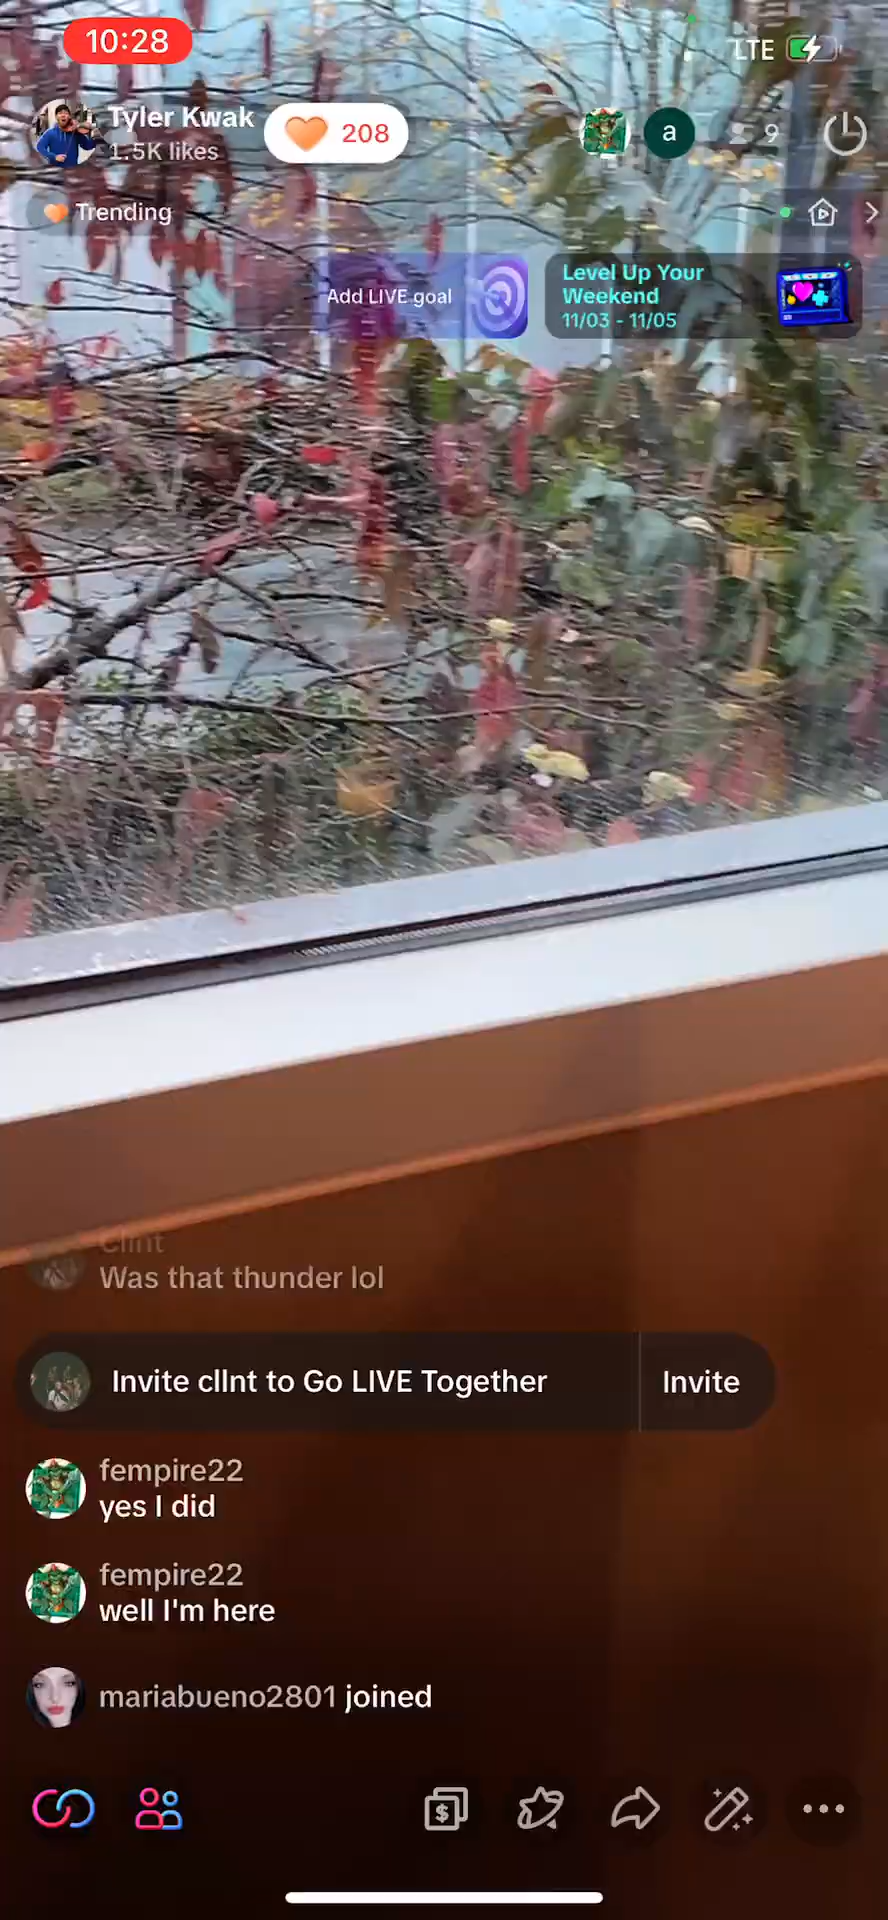 10:28
LTE
Tyler Kwak
1.5K likes
208
a
9
Trending
Add LIVE goal
Level Up Your
Weekend
11/03 - 11/05
Clint
Was that thunder lol
Invite clInt to Go LIVE Together
Invite
fempire22
yes I did
fempire22
well I'm here
mariabueno2801 joined